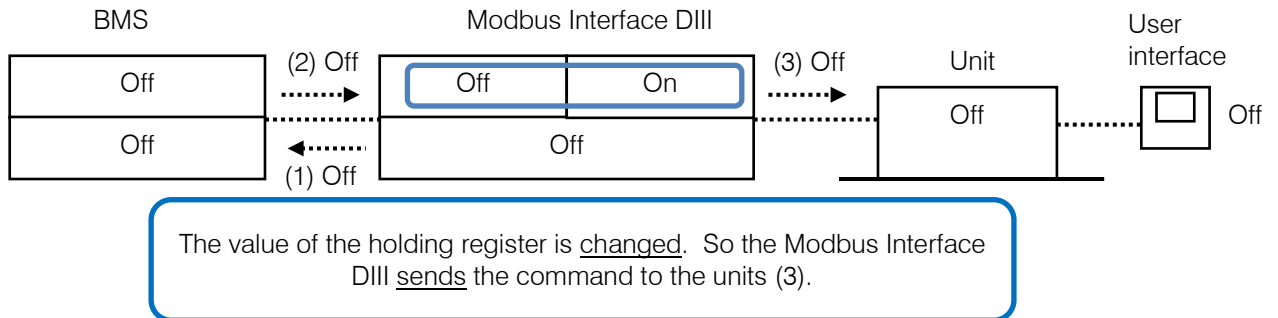 BMS
Modbus Interface DIII
User
interface
Unit
Off
(2) Off
Off
On
(3) Off
Off
Off
Off
(1) Off
Off
The value of the holding register is changed. So the Modbus Interface
DIII sends the command to the units (3).